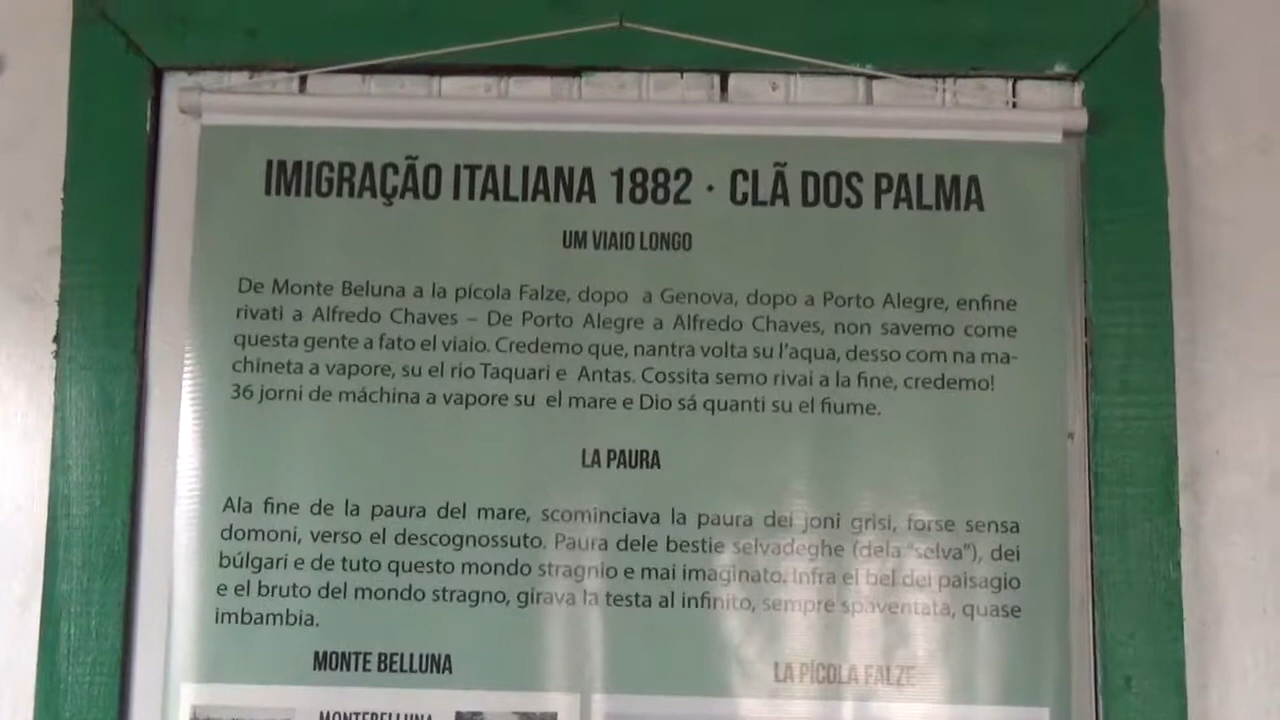 IMIGRAÇÃO ITALIANA 1882 · CLÃ DOS PALMA
UM VIAIO LONGO
De Monte Beluna a la pícola Falze, dopo a Genova, dopo a Porto Alegre, enfine
rivati a Alfredo Chaves – De Porto Alegre a Alfredo Chaves, non savemo come
questa gente a fato el viaio. Credemo que, nantra volta su l'aqua, desso com na ma-
chineta a vapore, su el rio Taquari e Antas. Cossita semo rivai a la fine, credemo!
36 jorni de máchina a vapore su el mare e Dio sá quanti su el fiume.
LA PAURA
Ala fine de la paura del mare, scominciava la paura dei joni grisi, forse sensa
domoni, verso el descognossuto. Paura dele bestie selvadeghe (dela "selva"), dei
búlgari e de tuto questo mondo stragnio e mai imaginato. Infra el bel dei paisagio
e el bruto del mondo stragno, girava la testa al infinito, sempre spaventata, quase
imbambia.
MONTE BELLUNA
LA PÍCOLA FALZE
MONTEBELLUNA